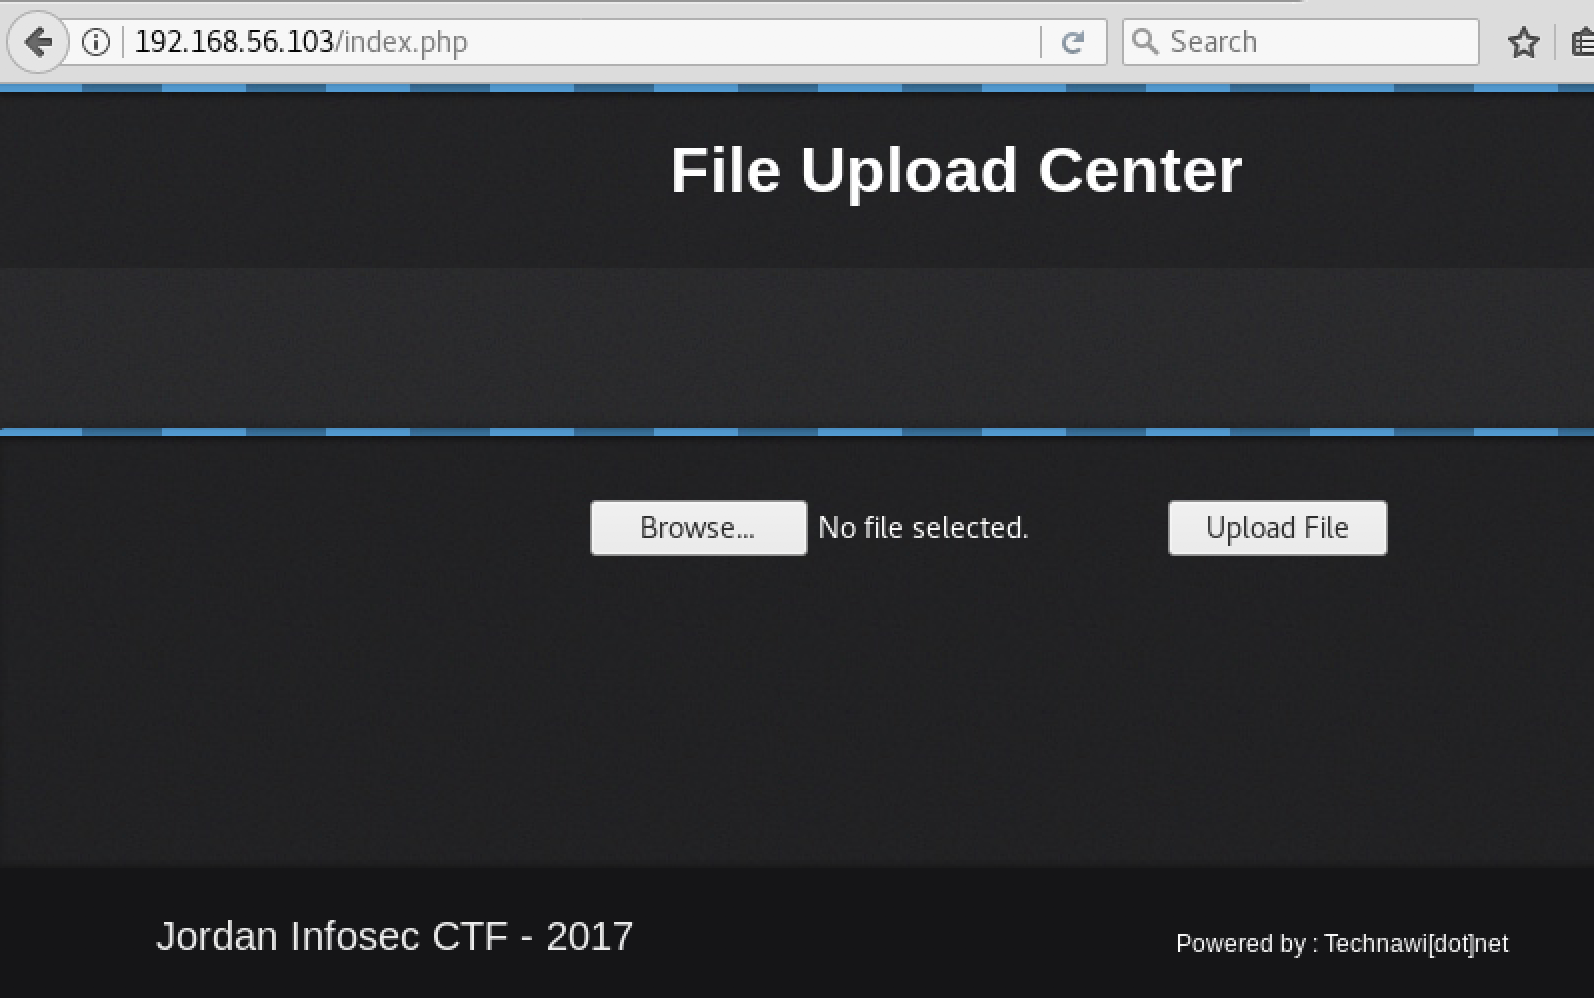 192.168.56.103/index.php
Search
File Upload Center
Browse...
No file selected.
Upload File
Jordan Infosec CTF - 2017
Powered by : Technawi[dot]net